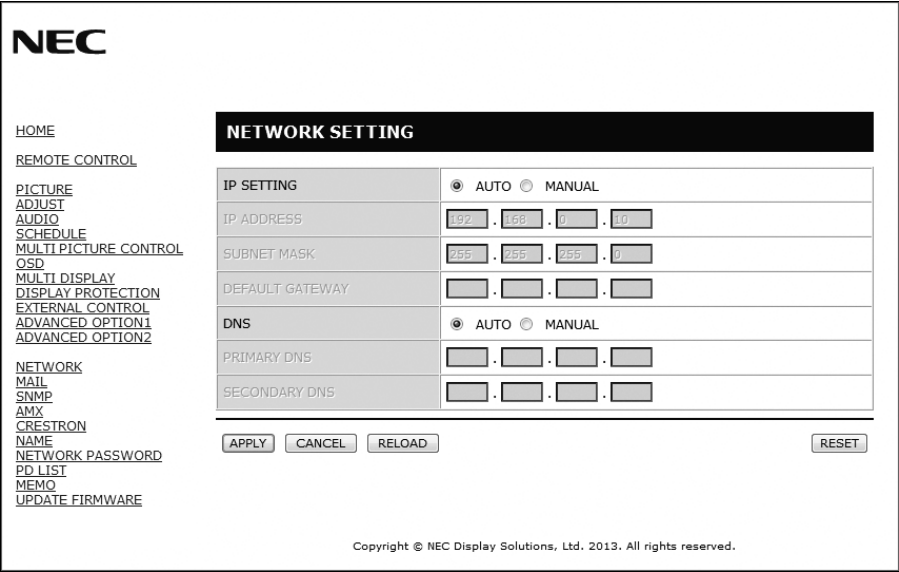 NEC
HOME
REMOTE CONTROL
PICTURE
ADJUST
AUDIO
SCHEDULE
MULTI PICTURE CONTROL
OSD
MULTI DISPLAY
DISPLAY PROTECTION
EXTERNAL CONTROL
ADVANCED OPTION1
ADVANCED OPTION2
NETWORK
MAIL
SNMP
AMX
CRESTRON
NAME
NETWORK PASSWORD
PD LIST
MEMO
UPDATE FIRMWARE
NETWORK SETTING
IP SETTING AUTO MANUAL
IP ADDRESS 192 . 168 . 0 . 10
SUBNET MASK 255 . 255 . 255 . 0
DEFAULT GATEWAY . . .
DNS AUTO MANUAL
PRIMARY DNS . . .
SECONDARY DNS . . .
APPLY CANCEL RELOAD RESET
Copyright © NEC Display Solutions, Ltd. 2013. All rights reserved.